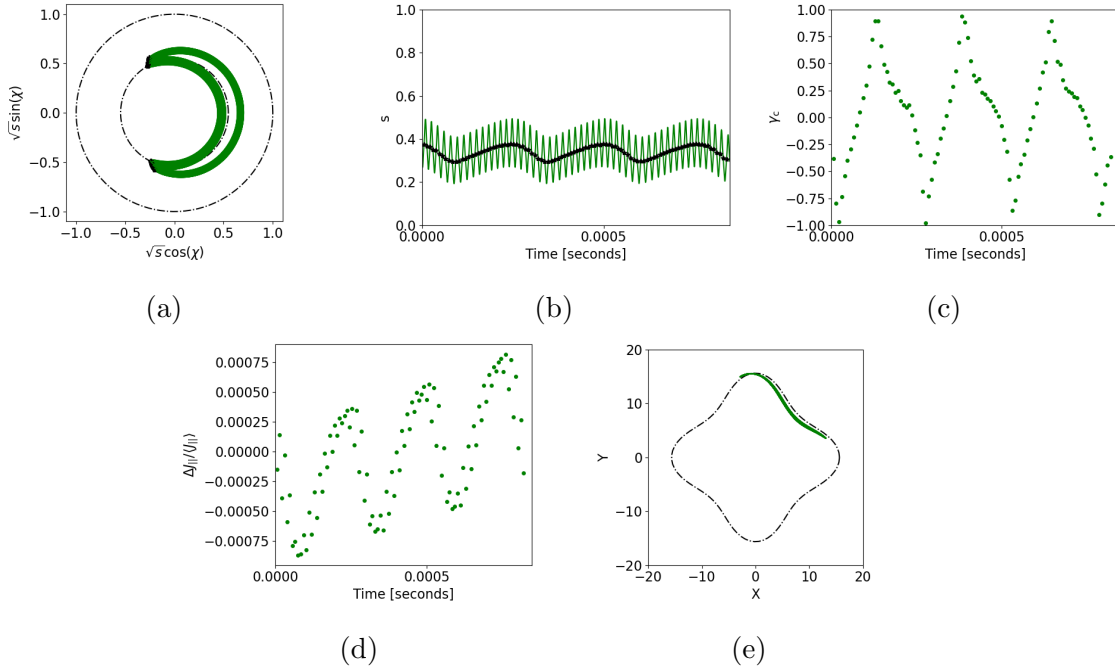 1.0
0.5
0.0
−0.5
−1.0
−1.0 −0.5 0.0 0.5 1.0
√s sin(χ)
√s cos(χ)
(a)
1.0
0.8
0.6
0.4
0.2
0.0
s
0.0000 0.0005
Time [seconds]
(b)
1.00
0.75
0.50
0.25
0.00
−0.25
−0.50
−0.75
−1.00
γc
0.0000 0.0005
Time [seconds]
(c)
0.00075
0.00050
0.00025
0.00000
−0.00025
−0.00050
−0.00075
ΔJ||/⟨J||⟩
0.0000 0.0005
Time [seconds]
(d)
20
10
0
−10
−20
Y
−20 −10 0 10 20
X
(e)